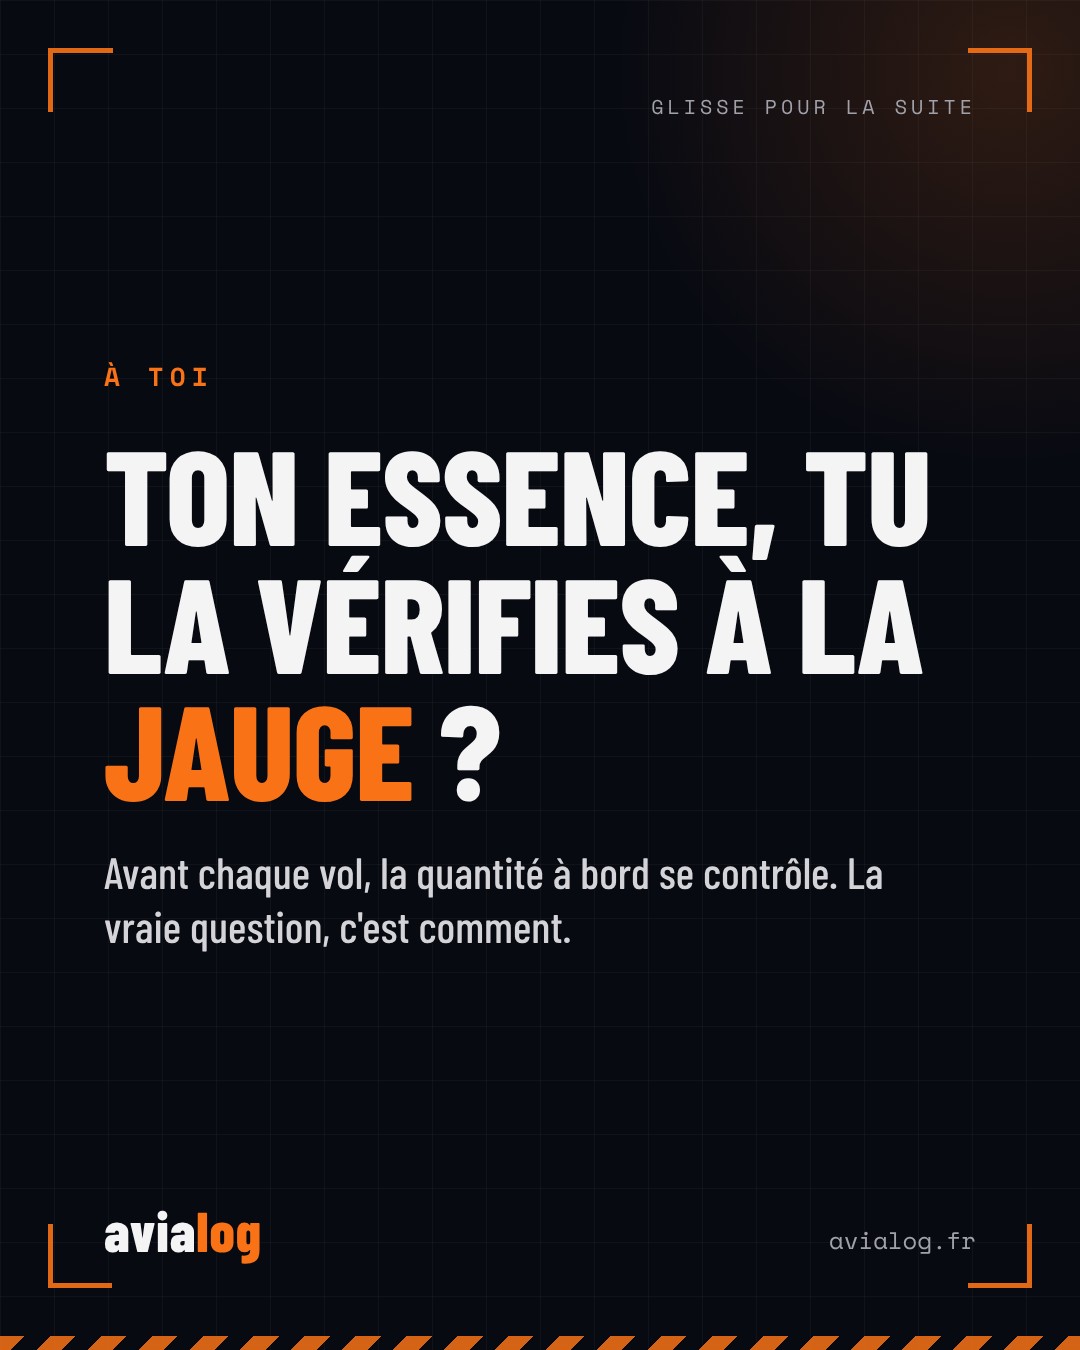 GLISSE POUR LA SUITE
À TOI
TON ESSENCE, TU
LA VÉRIFIES À LA
JAUGE ?
Avant chaque vol, la quantité à bord se contrôle. La
vraie question, c'est comment.
avialog
avialog.fr